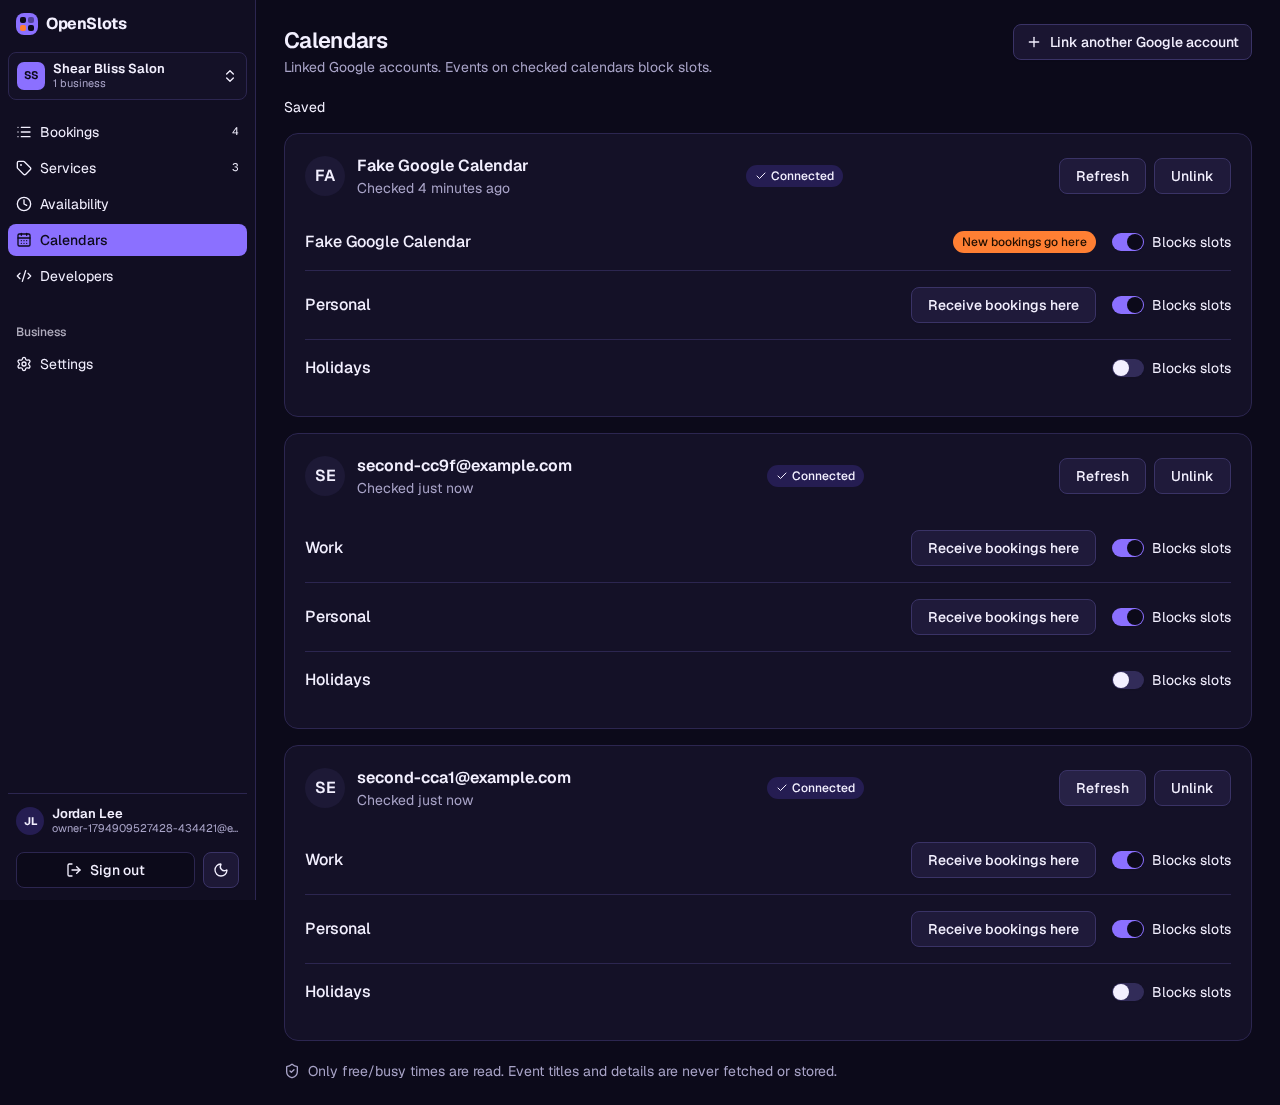 OpenSlots
SS
Shear Bliss Salon
1 business
Bookings
4
Services
3
Availability
Calendars
Developers
Business
Settings
JL
Jordan Lee
owner-1794909527428-434421@e...
Sign out
Calendars
Linked Google accounts. Events on checked calendars block slots.
Link another Google account
Saved
FA
Fake Google Calendar
Checked 4 minutes ago
Connected
Refresh
Unlink
Fake Google Calendar
New bookings go here
Blocks slots
Personal
Receive bookings here
Blocks slots
Holidays
Blocks slots
SE
second-cc9f@example.com
Checked just now
Connected
Refresh
Unlink
Work
Receive bookings here
Blocks slots
Personal
Receive bookings here
Blocks slots
Holidays
Blocks slots
SE
second-cca1@example.com
Checked just now
Connected
Refresh
Unlink
Work
Receive bookings here
Blocks slots
Personal
Receive bookings here
Blocks slots
Holidays
Blocks slots
Only free/busy times are read. Event titles and details are never fetched or stored.